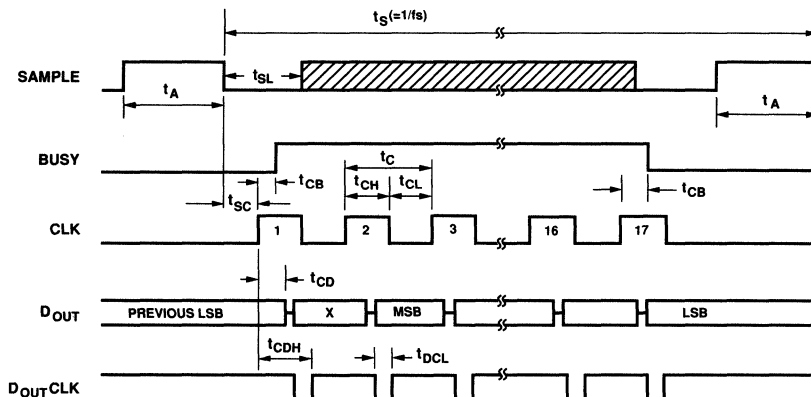 tS(=1/fs)
SAMPLE
tSL
tA
tA
BUSY
tC
tCB
tCH
tCL
tCB
tSC
CLK
1
2
3
16
17
tCD
DOUT
PREVIOUS LSB
X
MSB
LSB
tCDH
tDCL
DOUTCLK